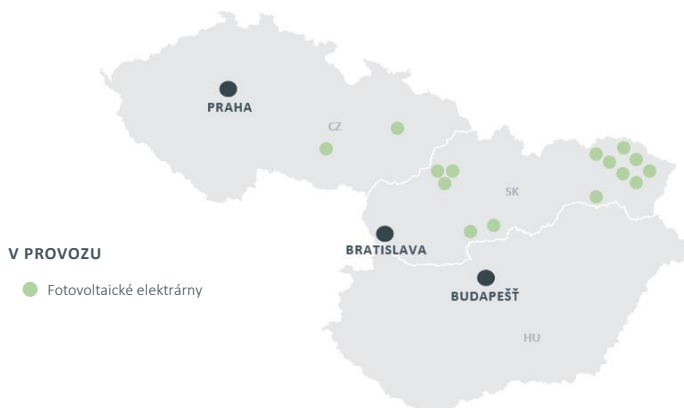 PRAHA
CZ
SK
BRATISLAVA
V PROVOZU
Fotovoltaické elektrárny
BUDAPEŠŤ
HU